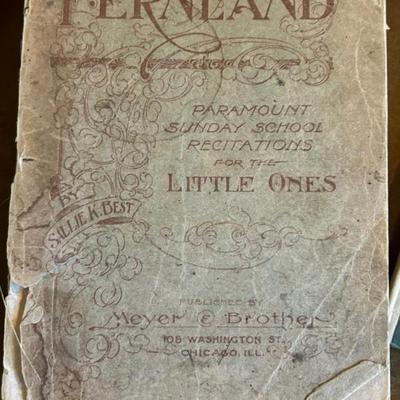 FERNLAND
PARAMOUNT
SUNDAY SCHOOL
RECITATIONS
FOR THE
LITTLE ONES
BY
SILLIE K. BEST
PUBLISHED BY
Meyer & Brother
108 WASHINGTON ST.
CHICAGO, ILL.